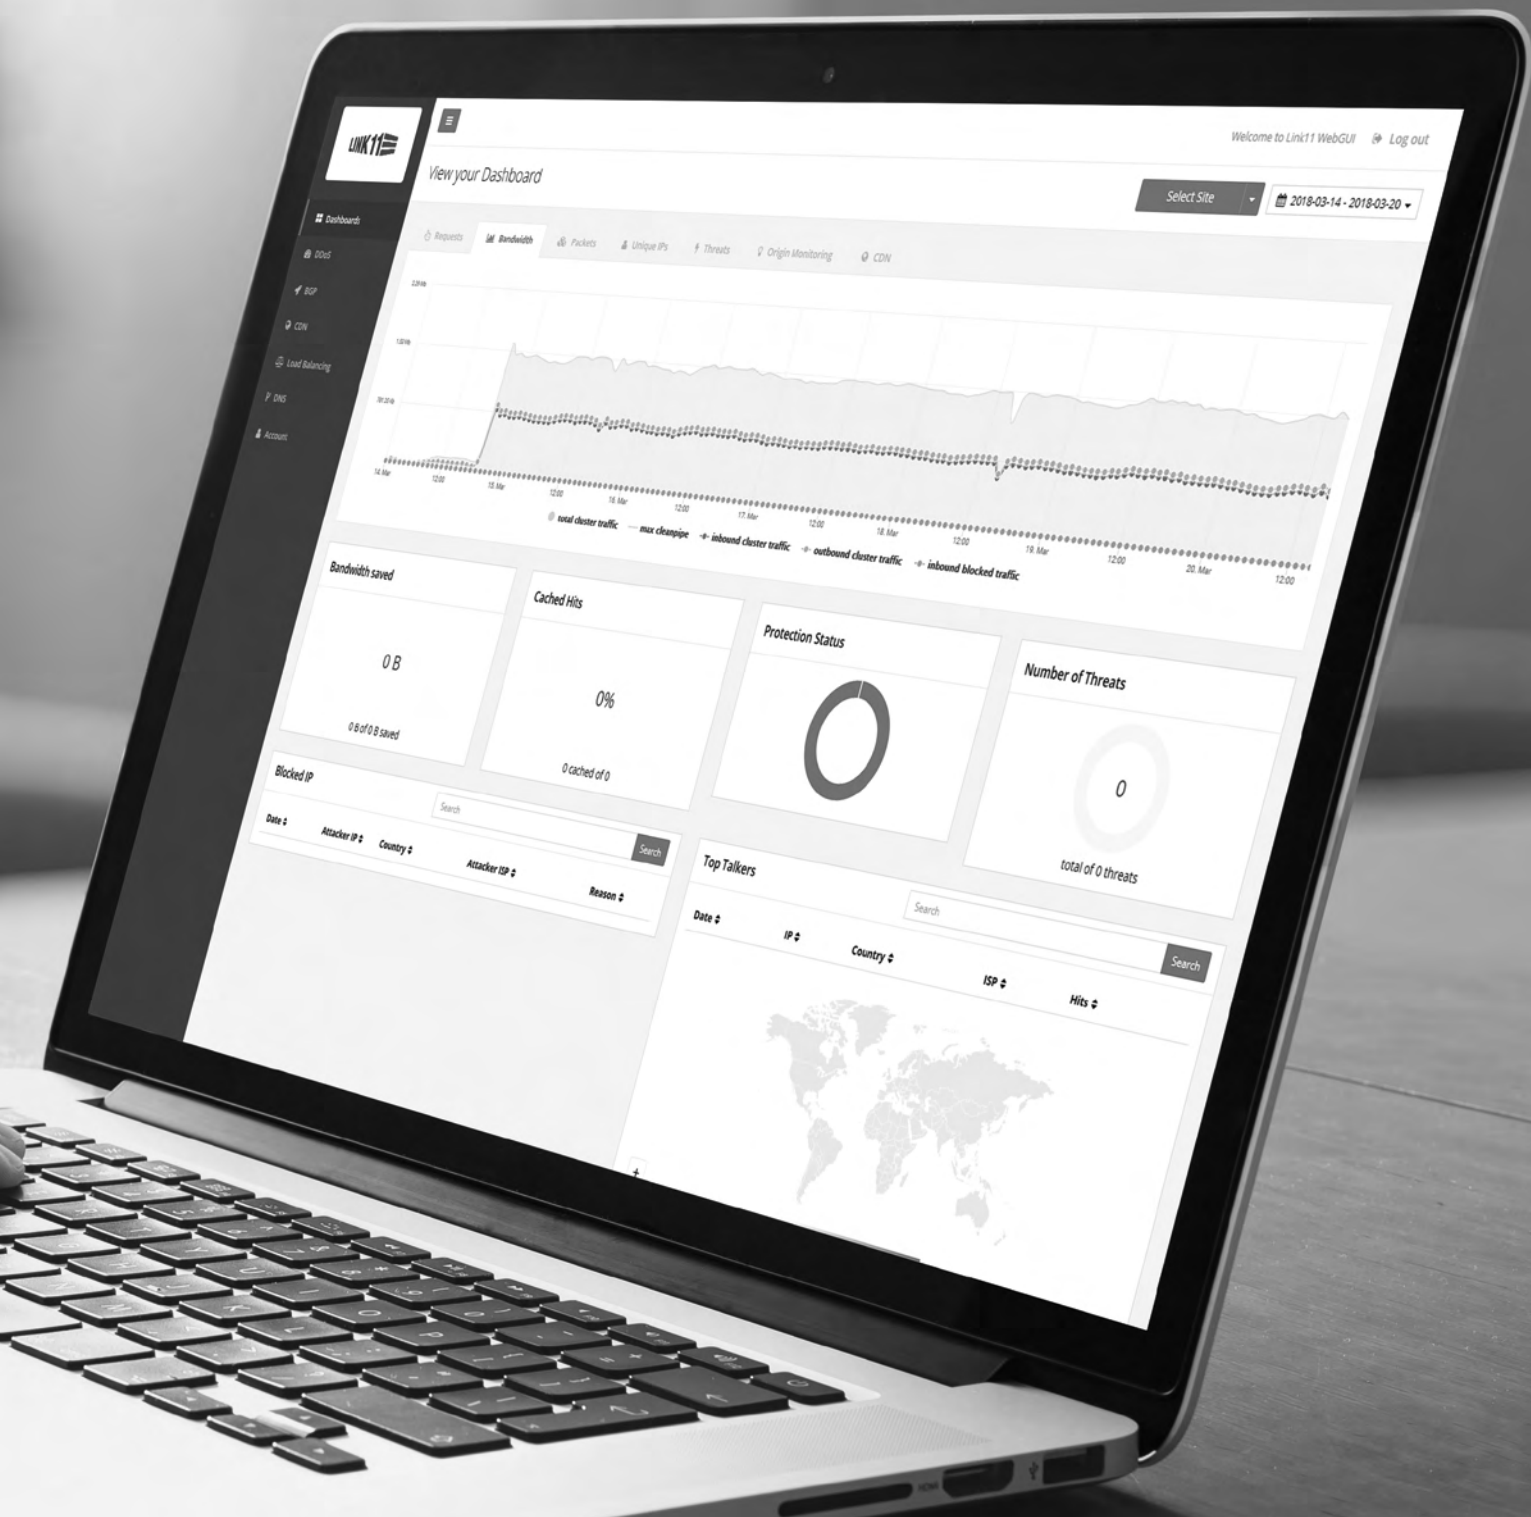 LINK11
Welcome to Link11 WebGUI
Log out
View your Dashboard
Select Site
2018-03-14 - 2018-03-20
Dashboards
DDoS
BGP
CDN
Load Balancing
DNS
Account
Requests
Bandwidth
Packets
Unique IPs
Threats
Origin Monitoring
CDN
14. Mar
12:00
15. Mar
12:00
16. Mar
12:00
17. Mar
12:00
18. Mar
12:00
19. Mar
12:00
20. Mar
12:00
total cluster traffic
max cleanpipe
inbound cluster traffic
outbound cluster traffic
inbound blocked traffic
Bandwidth saved
0 B
0 B of 0 B saved
Cached Hits
0%
0 cached of 0
Protection Status
Number of Threats
0
total of 0 threats
Blocked IP
Search
Search
Date
Attacker IP
Country
Attacker ISP
Reason
Top Talkers
Search
Search
Date
IP
Country
ISP
Hits
+
HDMI